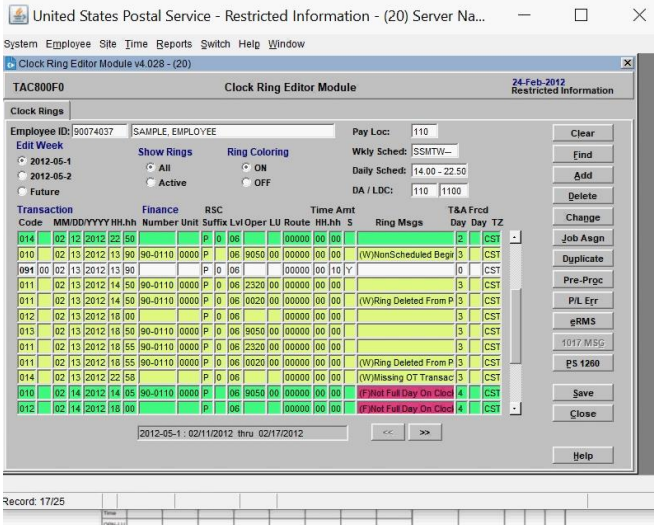 United States Postal Service - Restricted Information - (20) Server Na...
System Employee Site Time Reports Switch Help Window
Clock Ring Editor Module v4.028 - (20)
TAC800F0 Clock Ring Editor Module 24-Feb-2012
Restricted Information
Clock Rings
Employee ID: 90074037 SAMPLE, EMPLOYEE Pay Loc: 110 Clear
Edit Week Show Rings Ring Coloring Wkly Sched: SSMTW-- Find
2012-05-1 All ON Daily Sched: 14.00 - 22.50 Add
2012-05-2 Active OFF
Future DA / LDC: 110 1100 Delete
Transaction Finance RSC Time Amt T&A Frcd
Code MM/DD/YYYY HH.hh Number Unit Suffix Lvl Oper LU Route HH.hh S Ring Msgs Day Day TZ Change
014 02 12 2012 22 50 P 0 06 00000 00 00 2 CST Job Asgn
010 02 13 2012 13 90 90-0110 0000 P 0 06 9050 00 00000 00 00 (W)NonScheduled Begir 3 CST Duplicate
091 00 02 13 2012 13 90 P 0 06 00000 00 10 Y 0 CST
011 02 13 2012 14 50 90-0110 0000 P 0 06 2320 00 00000 00 00 3 CST Pre-Proc
011 02 13 2012 14 50 90-0110 0000 P 0 06 0020 00 00000 00 00 (W)Ring Deleted From P 3 CST P/L Err
012 02 13 2012 18 00 P 0 06 00000 00 00 3 CST
013 02 13 2012 18 50 90-0110 0000 P 0 06 9050 00 00000 00 00 3 CST eRMS
011 02 13 2012 18 55 90-0110 0000 P 0 06 2320 00 00000 00 00 3 CST 1017 MSG
011 02 13 2012 18 55 90-0110 0000 P 0 06 0020 00 00000 00 00 (W)Ring Deleted From P 3 CST PS 1260
014 02 13 2012 22 58 P 0 06 00000 00 00 (W)Missing OT Transac 3 CST
010 02 14 2012 14 05 90-0110 0000 P 0 06 9050 00 00000 00 00 (F)Not Full Day On Clocl 4 CST Save
012 02 14 2012 18 00 P 06 00000 00 00 (F)Not Full Day On Clocl 4 CST Close
2012-05-1 : 02/11/2012 thru 02/17/2012 << >>
Help
Record: 17/25
Time